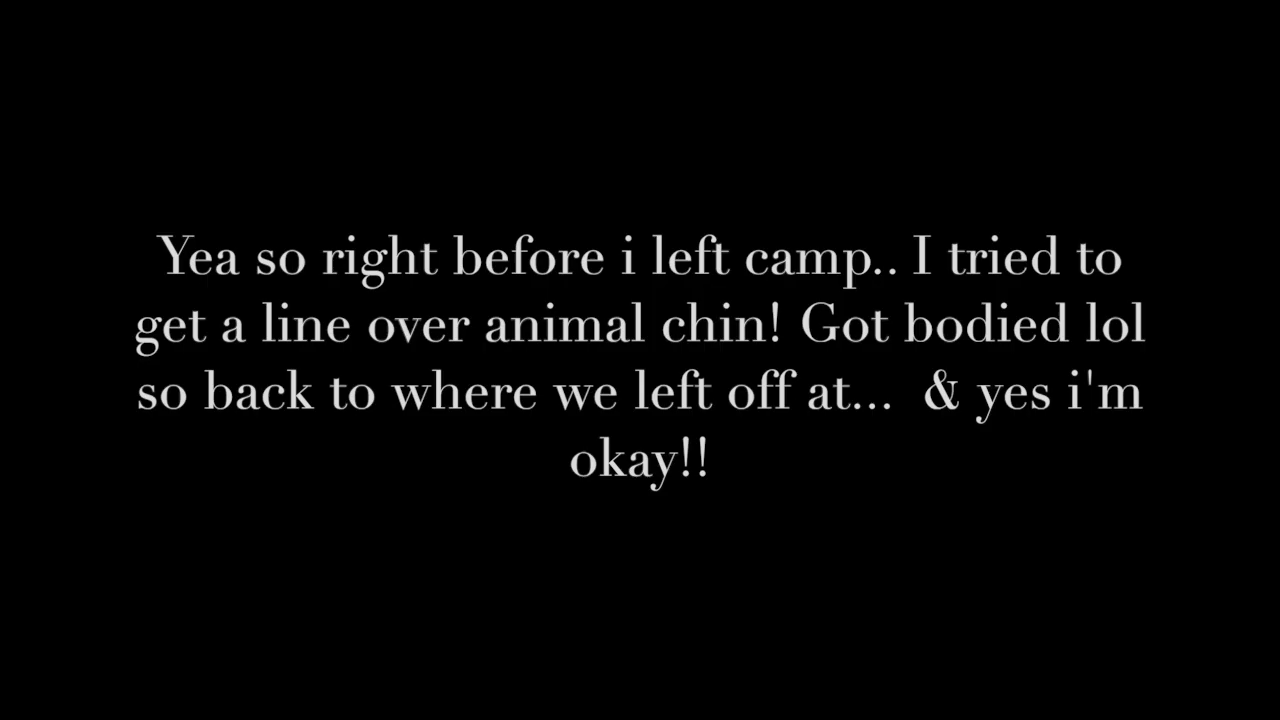 Yea so right before i left camp.. I tried to
get a line over animal chin! Got bodied lol
so back to where we left off at...  & yes i'm
okay!!